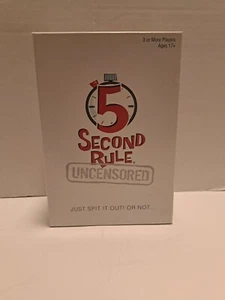 3 or More Players
Ages 17+
5
SECOND
RULE.
UNCENSORED
JUST SPIT IT OUT! OR NOT...